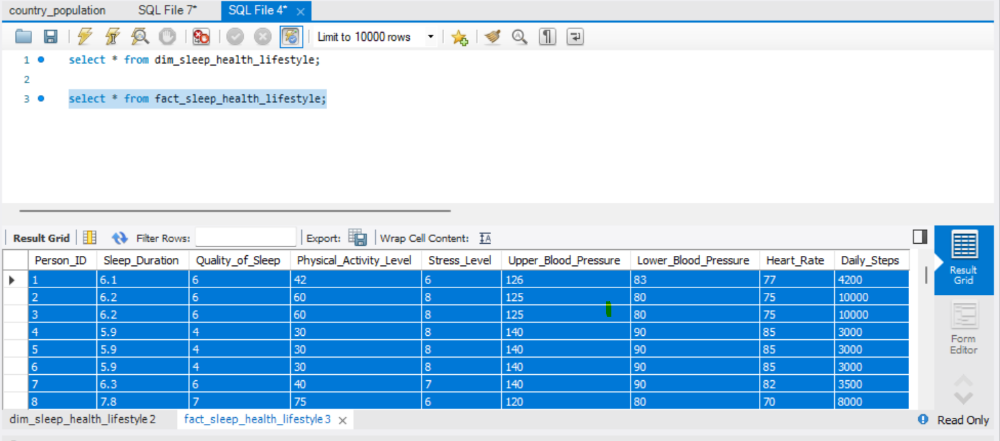 country_population SQL File 7* SQL File 4* ×
Limit to 10000 rows
1 select * from dim_sleep_health_lifestyle;
2
3 select * from fact_sleep_health_lifestyle;
Result Grid Filter Rows: Export: Wrap Cell Content: IA
Person_ID Sleep_Duration Quality_of_Sleep Physical_Activity_Level Stress_Level Upper_Blood_Pressure Lower_Blood_Pressure Heart_Rate Daily_Steps
1 6.1 6 42 6 126 83 77 4200
2 6.2 6 60 8 125 80 75 10000
3 6.2 6 60 8 125 80 75 10000
4 5.9 4 30 8 140 90 85 3000
5 5.9 4 30 8 140 90 85 3000
6 5.9 4 30 8 140 90 85 3000
7 6.3 6 40 7 140 90 82 3500
8 7.8 7 75 6 120 80 70 8000
Result
Grid
Form
Editor
dim_sleep_health_lifestyle 2 fact_sleep_health_lifestyle 3 × Read Only